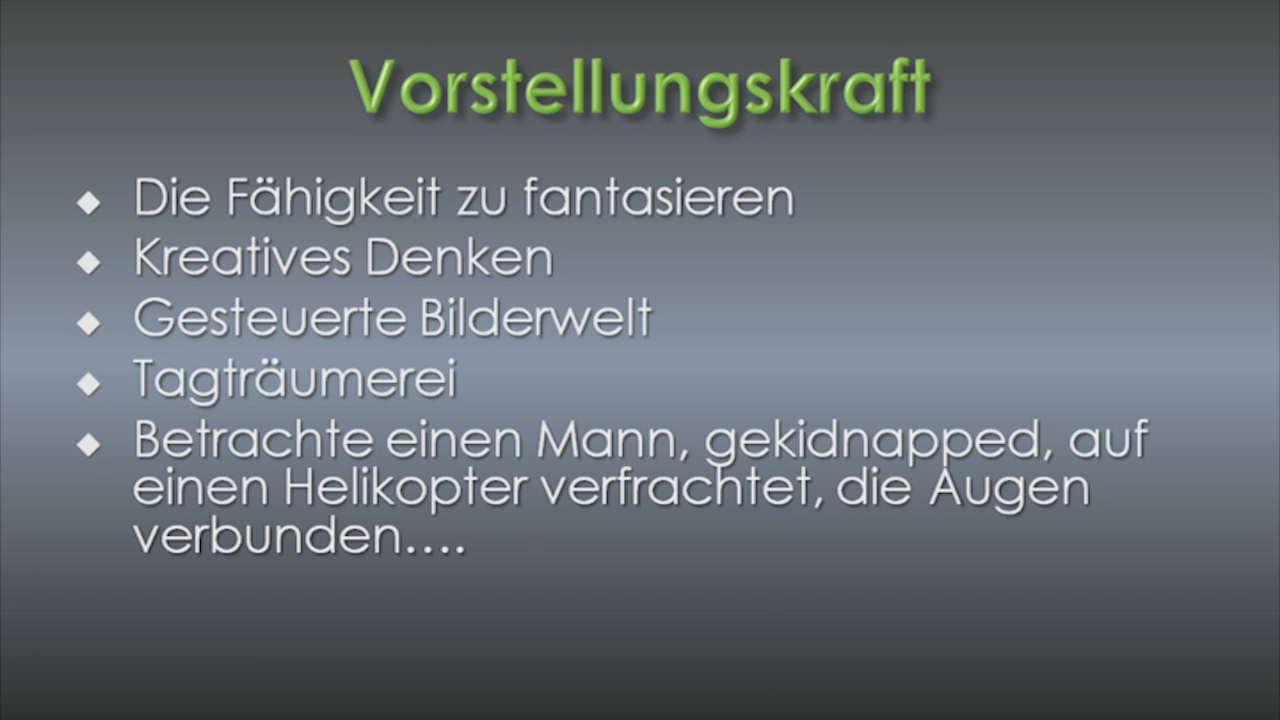 Vorstellungskraft
Die Fähigkeit zu fantasieren
Kreatives Denken
Gesteuerte Bilderwelt
Tagträumerei
Betrachte einen Mann, gekidnapped, auf
einen Helikopter verfrachtet, die Augen
verbunden….